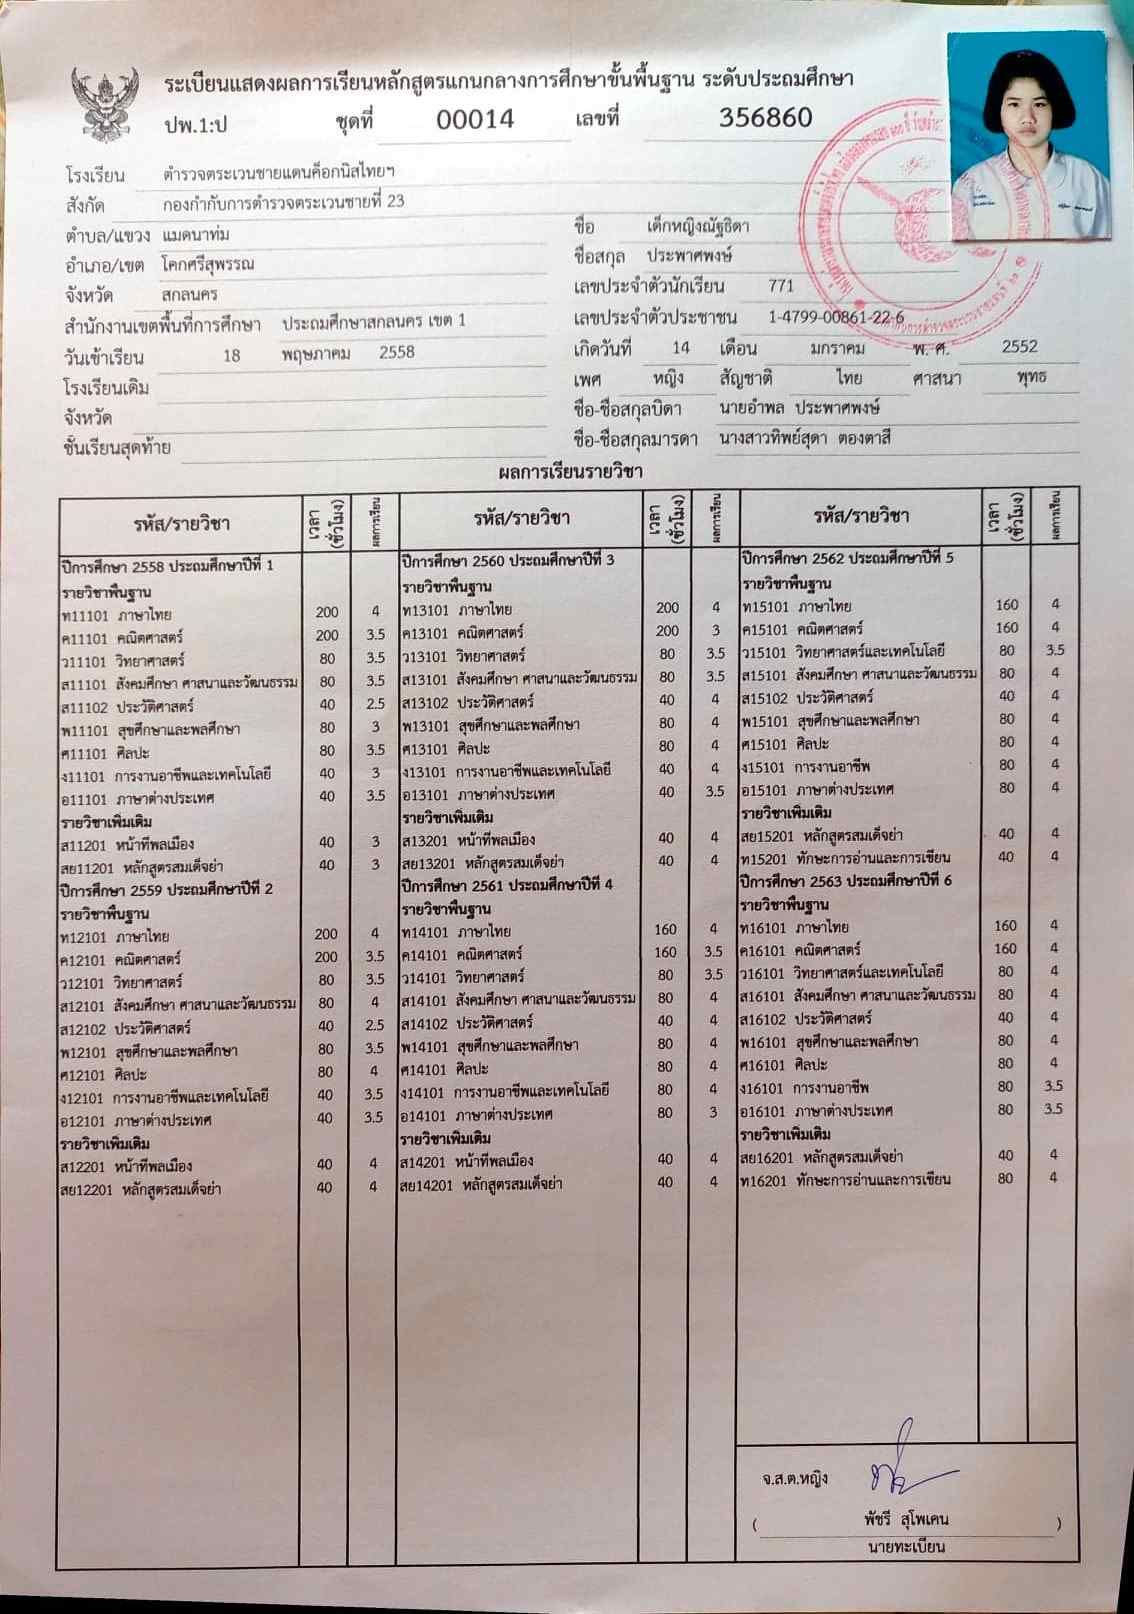 ระเบียนแสดงผลการเรียนหลักสูตรแกนกลางการศึกษาขั้นพื้นฐาน ระดับประถมศึกษา
ปพ.1:ป ชุดที่ 00014 เลขที่ 356860
โรงเรียน ตำรวจตระเวนชายแดนค็อกนิสไทยฯ
สังกัด กองกำกับการตำรวจตระเวนชายที่ 23
ตำบล/แขวง แมดนาท่ม
อำเภอ/เขต โคกศรีสุพรรณ
จังหวัด สกลนคร
สำนักงานเขตพื้นที่การศึกษา ประถมศึกษาสกลนคร เขต 1
วันเข้าเรียน 18 พฤษภาคม 2558
โรงเรียนเดิม
จังหวัด
ชั้นเรียนสุดท้าย
ชื่อ เด็กหญิงณัฐธิดา
ชื่อสกุล ประพาศพงษ์
เลขประจำตัวนักเรียน 771
เลขประจำตัวประชาชน 1-4799-00861-22-6
เกิดวันที่ 14 เดือน มกราคม พ.ศ. 2552
เพศ หญิง สัญชาติ ไทย ศาสนา พุทธ
ชื่อ-ชื่อสกุลบิดา นายอำพล ประพาศพงษ์
ชื่อ-ชื่อสกุลมารดา นางสาวทิพย์สุดา ตองตาสี
ผลการเรียนรายวิชา
รหัส/รายวิชา เวลา (ชั่วโมง) ผลการเรียน
ปีการศึกษา 2558 ประถมศึกษาปีที่ 1
รายวิชาพื้นฐาน
ท11101 ภาษาไทย 200 4
ค11101 คณิตศาสตร์ 200 3.5
ว11101 วิทยาศาสตร์ 80 3.5
ส11101 สังคมศึกษา ศาสนาและวัฒนธรรม 80 3.5
ส11102 ประวัติศาสตร์ 40 2.5
พ11101 สุขศึกษาและพลศึกษา 80 3
ศ11101 ศิลปะ 80 3.5
ง11101 การงานอาชีพและเทคโนโลยี 40 3
อ11101 ภาษาต่างประเทศ 40 3.5
รายวิชาเพิ่มเติม
ส11201 หน้าที่พลเมือง 40 3
สย11201 หลักสูตรสมเด็จย่า 40 3
ปีการศึกษา 2559 ประถมศึกษาปีที่ 2
รายวิชาพื้นฐาน
ท12101 ภาษาไทย 200 4
ค12101 คณิตศาสตร์ 200 3.5
ว12101 วิทยาศาสตร์ 80 3.5
ส12101 สังคมศึกษา ศาสนาและวัฒนธรรม 80 4
ส12102 ประวัติศาสตร์ 40 2.5
พ12101 สุขศึกษาและพลศึกษา 80 3.5
ศ12101 ศิลปะ 80 4
ง12101 การงานอาชีพและเทคโนโลยี 40 3.5
อ12101 ภาษาต่างประเทศ 40 3.5
รายวิชาเพิ่มเติม
ส12201 หน้าที่พลเมือง 40 4
สย12201 หลักสูตรสมเด็จย่า 40 4
รหัส/รายวิชา เวลา (ชั่วโมง) ผลการเรียน
ปีการศึกษา 2560 ประถมศึกษาปีที่ 3
รายวิชาพื้นฐาน
ท13101 ภาษาไทย 200 4
ค13101 คณิตศาสตร์ 200 3
ว13101 วิทยาศาสตร์ 80 3.5
ส13101 สังคมศึกษา ศาสนาและวัฒนธรรม 80 3.5
ส13102 ประวัติศาสตร์ 40 4
พ13101 สุขศึกษาและพลศึกษา 80 4
ศ13101 ศิลปะ 80 4
ง13101 การงานอาชีพและเทคโนโลยี 40 4
อ13101 ภาษาต่างประเทศ 40 3.5
รายวิชาเพิ่มเติม
ส13201 หน้าที่พลเมือง 40 4
สย13201 หลักสูตรสมเด็จย่า 40 4
ปีการศึกษา 2561 ประถมศึกษาปีที่ 4
รายวิชาพื้นฐาน
ท14101 ภาษาไทย 160 4
ค14101 คณิตศาสตร์ 160 3.5
ว14101 วิทยาศาสตร์ 80 3.5
ส14101 สังคมศึกษา ศาสนาและวัฒนธรรม 80 4
ส14102 ประวัติศาสตร์ 40 4
พ14101 สุขศึกษาและพลศึกษา 80 4
ศ14101 ศิลปะ 80 4
ง14101 การงานอาชีพและเทคโนโลยี 80 4
อ14101 ภาษาต่างประเทศ 80 3
รายวิชาเพิ่มเติม
ส14201 หน้าที่พลเมือง 40 4
สย14201 หลักสูตรสมเด็จย่า 40 4
รหัส/รายวิชา เวลา (ชั่วโมง) ผลการเรียน
ปีการศึกษา 2562 ประถมศึกษาปีที่ 5
รายวิชาพื้นฐาน
ท15101 ภาษาไทย 160 4
ค15101 คณิตศาสตร์ 160 4
ว15101 วิทยาศาสตร์และเทคโนโลยี 80 3.5
ส15101 สังคมศึกษา ศาสนาและวัฒนธรรม 80 4
ส15102 ประวัติศาสตร์ 40 4
พ15101 สุขศึกษาและพลศึกษา 80 4
ศ15101 ศิลปะ 80 4
ง15101 การงานอาชีพ 80 4
อ15101 ภาษาต่างประเทศ 80 4
รายวิชาเพิ่มเติม
สย15201 หลักสูตรสมเด็จย่า 40 4
ท15201 ทักษะการอ่านและการเขียน 40 4
ปีการศึกษา 2563 ประถมศึกษาปีที่ 6
รายวิชาพื้นฐาน
ท16101 ภาษาไทย 160 4
ค16101 คณิตศาสตร์ 160 4
ว16101 วิทยาศาสตร์และเทคโนโลยี 80 4
ส16101 สังคมศึกษา ศาสนาและวัฒนธรรม 80 4
ส16102 ประวัติศาสตร์ 40 4
พ16101 สุขศึกษาและพลศึกษา 80 4
ศ16101 ศิลปะ 80 4
ง16101 การงานอาชีพ 80 3.5
อ16101 ภาษาต่างประเทศ 80 3.5
รายวิชาเพิ่มเติม
สย16201 หลักสูตรสมเด็จย่า 40 4
ท16201 ทักษะการอ่านและการเขียน 80 4
จ.ส.ต.หญิง
( พัชรี สุโพเคน )
นายทะเบียน